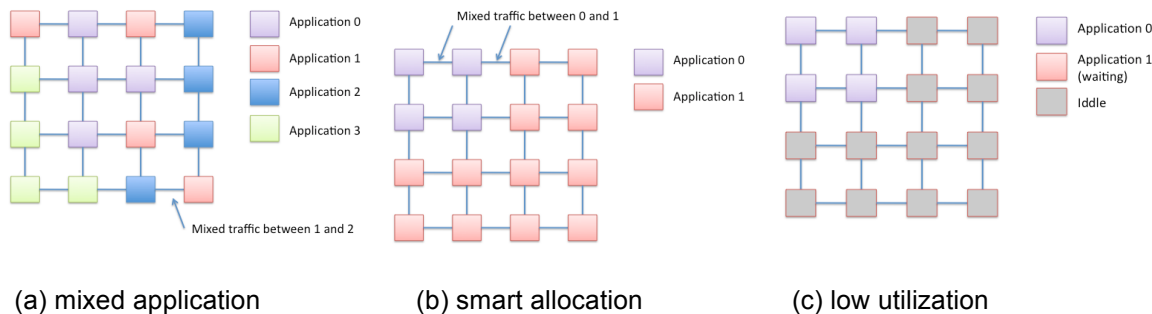 Application 0
Application 1
Application 2
Application 3
Mixed traffic between 1 and 2
Mixed traffic between 0 and 1
Application 0
Application 1
Application 0
Application 1
(waiting)
Iddle
(a) mixed application
(b) smart allocation
(c) low utilization